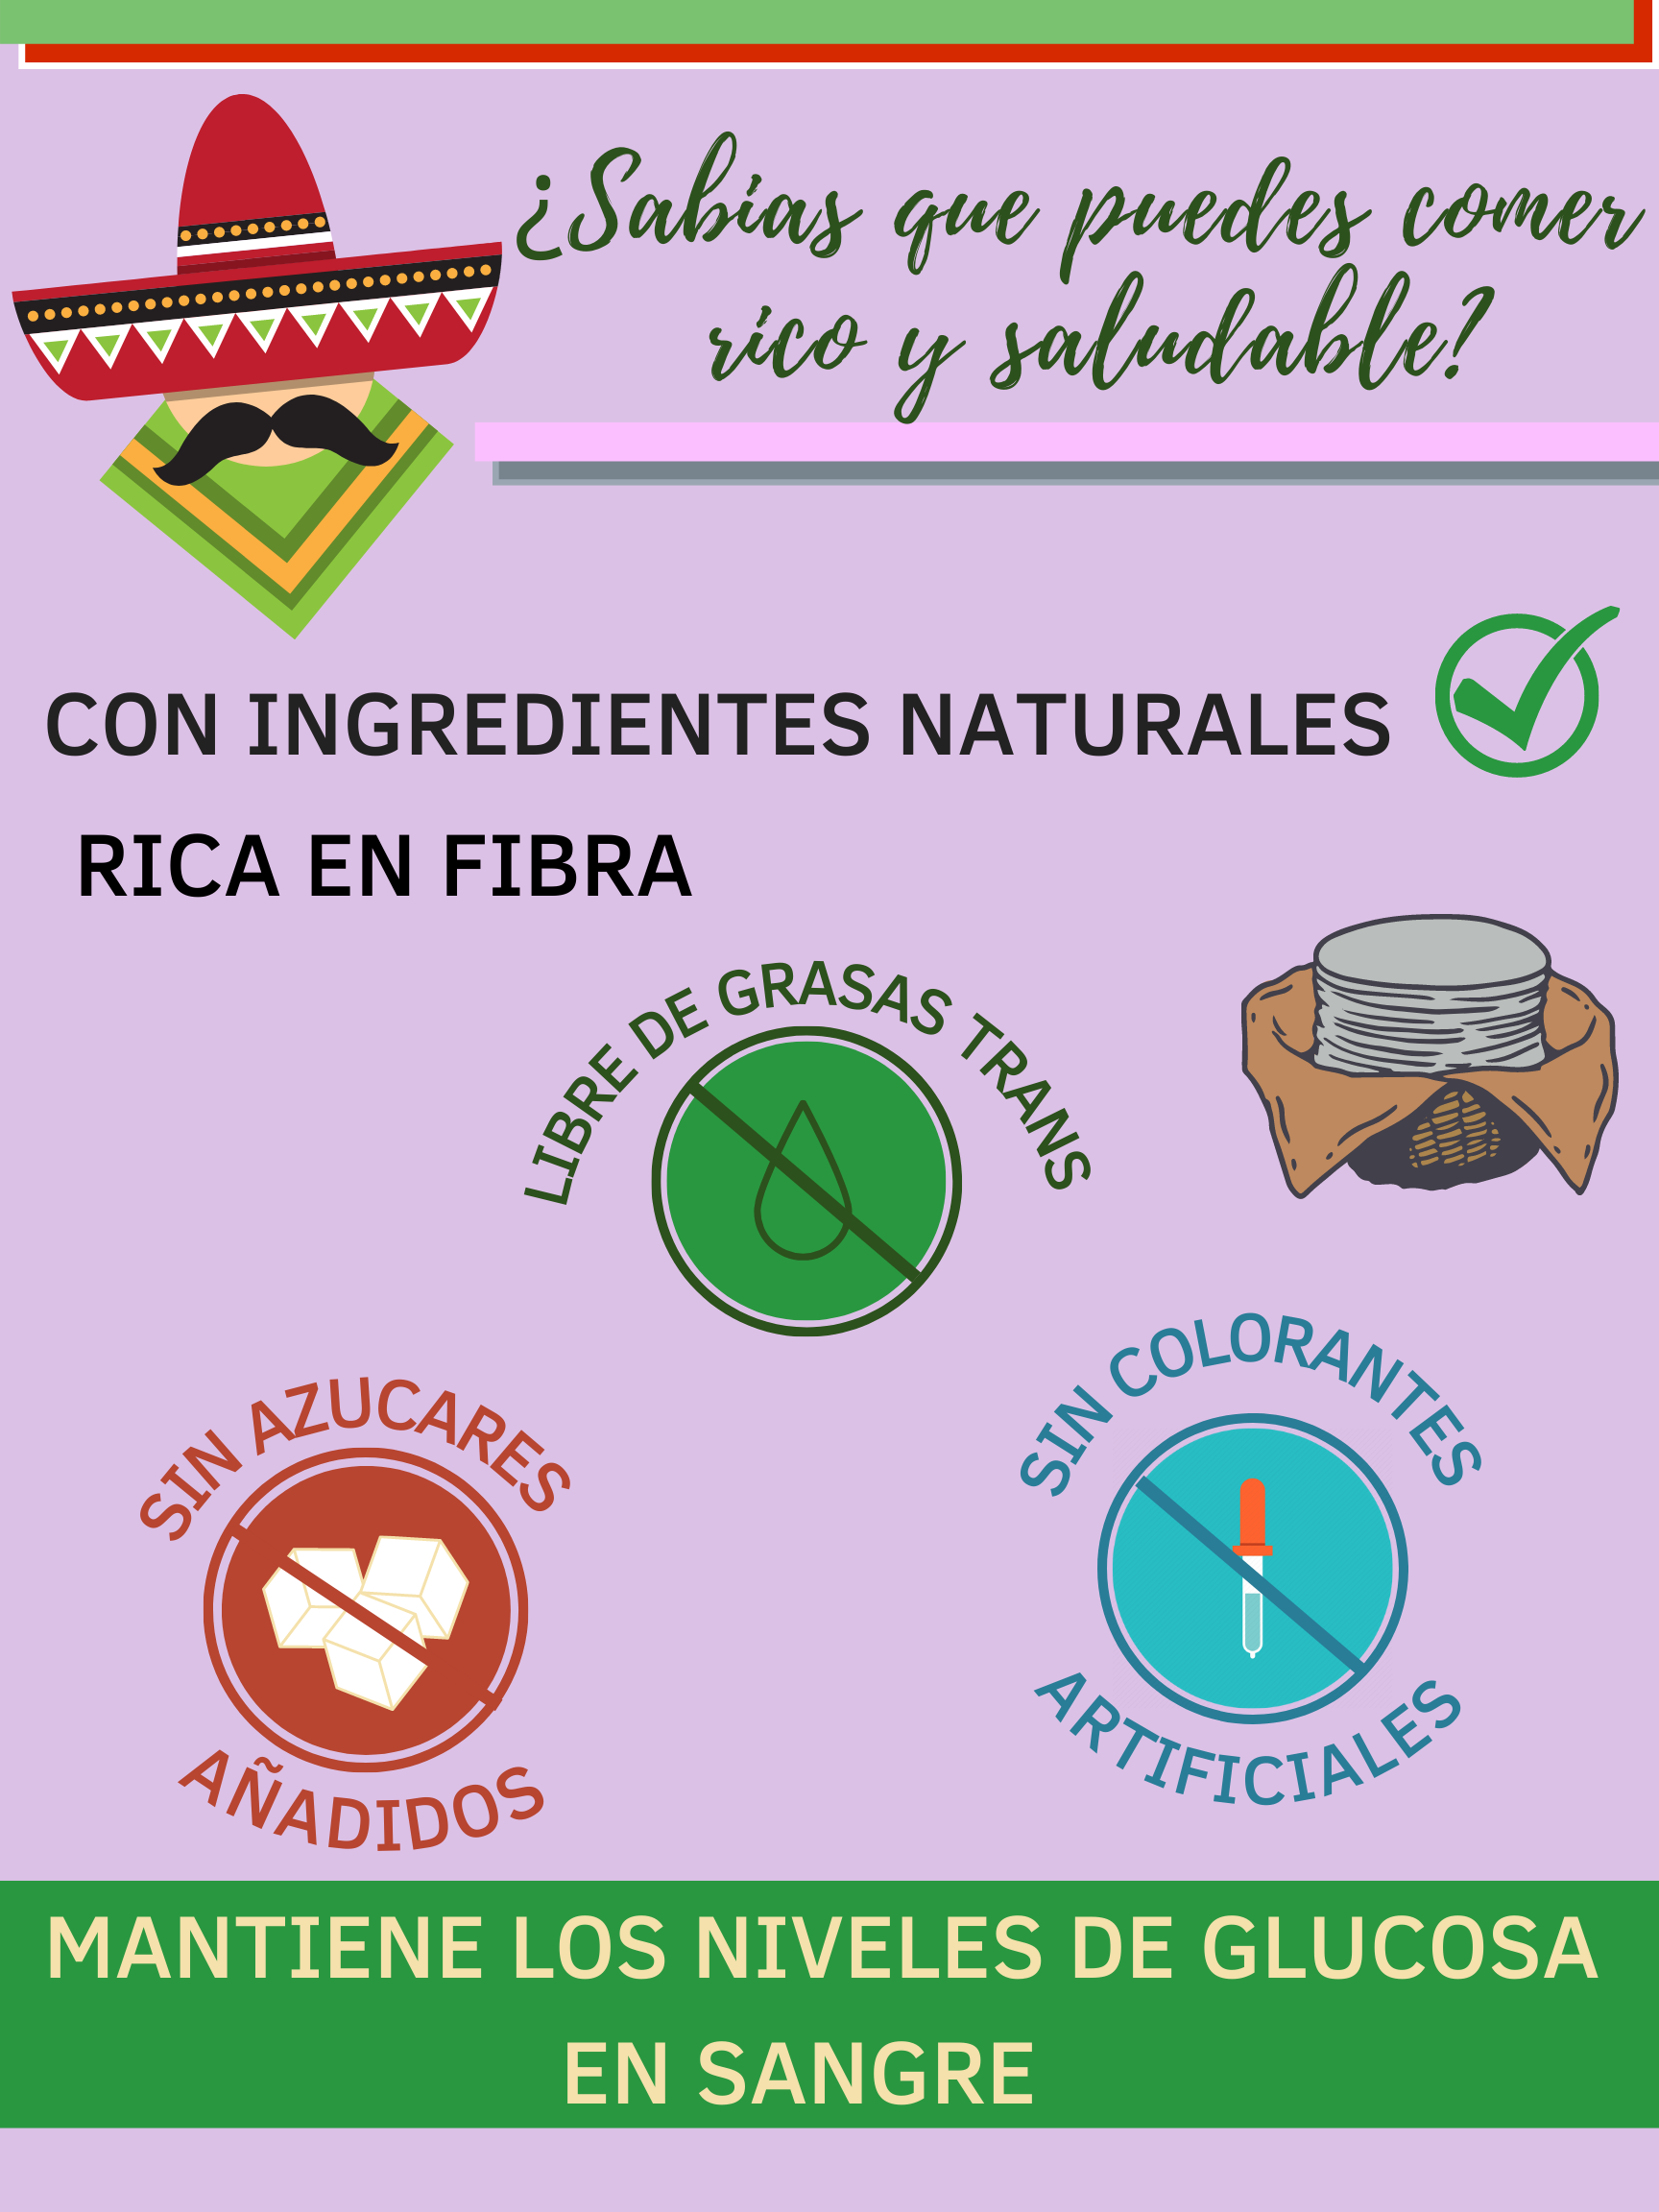 ¿Sabias que puedes comer
rico y saludable?
CON INGREDIENTES NATURALES
RICA EN FIBRA
LIBRE DE GRASAS TRANS
SIN COLORANTES
ARTIFICIALES
SIN AZUCARES
AÑADIDOS
MANTIENE LOS NIVELES DE GLUCOSA
EN SANGRE